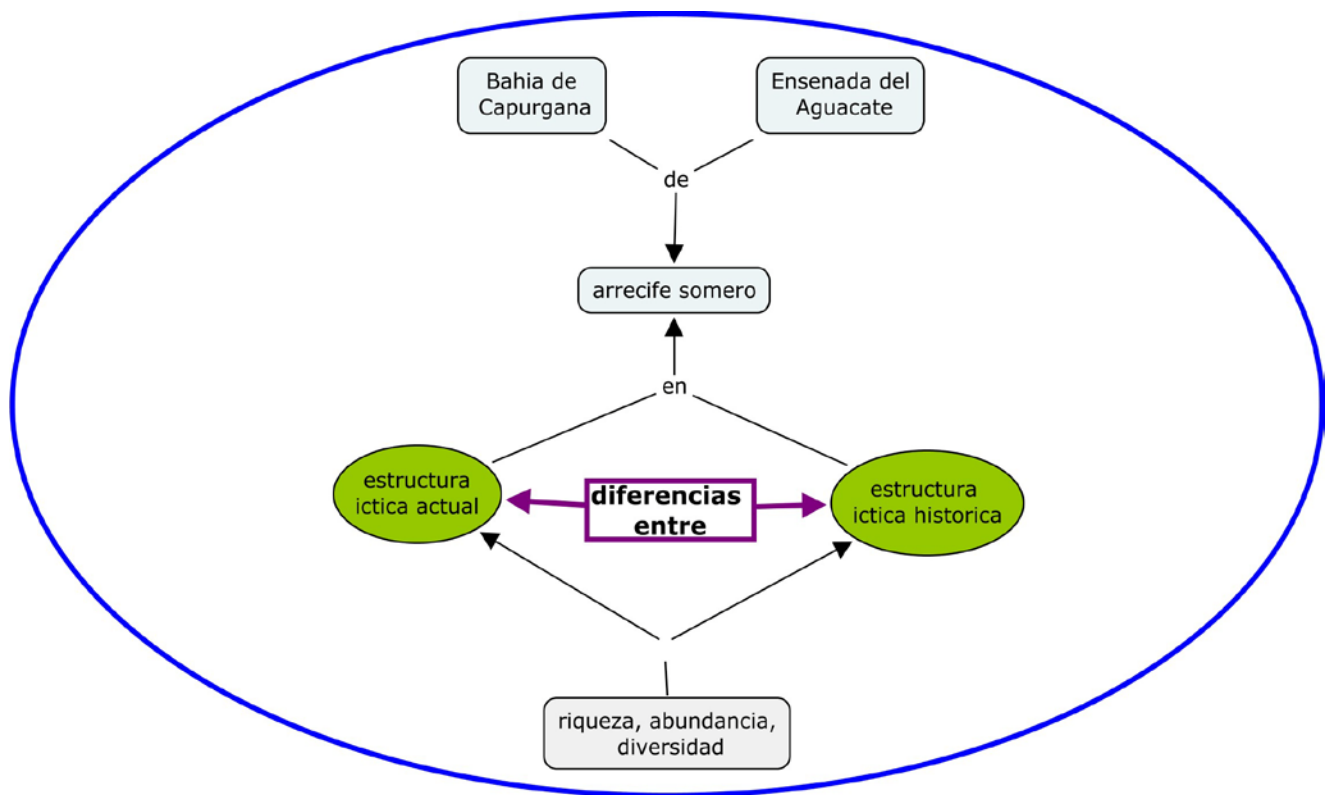 Bahia de
Capurgana
Ensenada del
Aguacate
de
arrecife somero
en
estructura
ictica actual
diferencias
entre
estructura
ictica historica
riqueza, abundancia,
diversidad